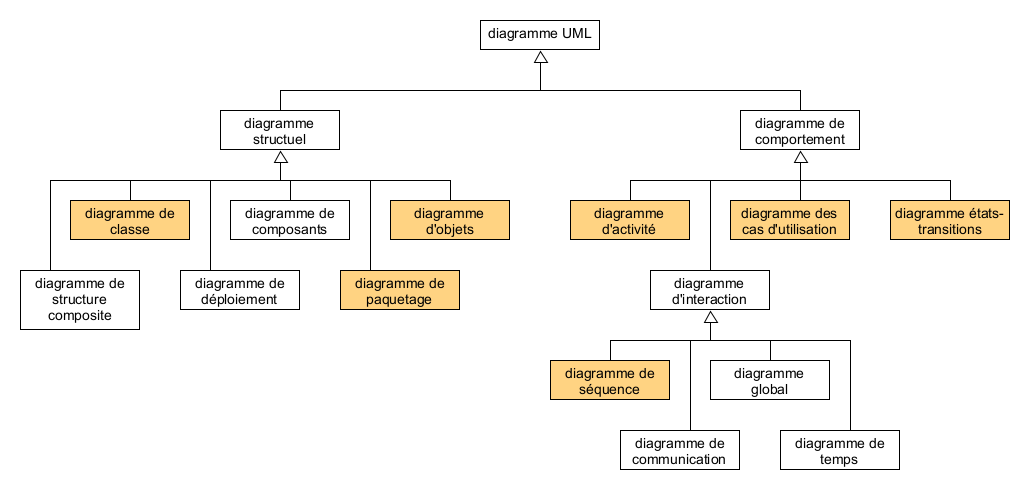 diagramme UML
diagramme
structuel
diagramme de
comportement
diagramme de
classe
diagramme de
composants
diagramme
d'objets
diagramme
d'activité
diagramme des
cas d'utilisation
diagramme états-
transitions
diagramme de
structure
composite
diagramme de
déploiement
diagramme de
paquetage
diagramme
d'interaction
diagramme de
séquence
diagramme
global
diagramme de
communication
diagramme de
temps